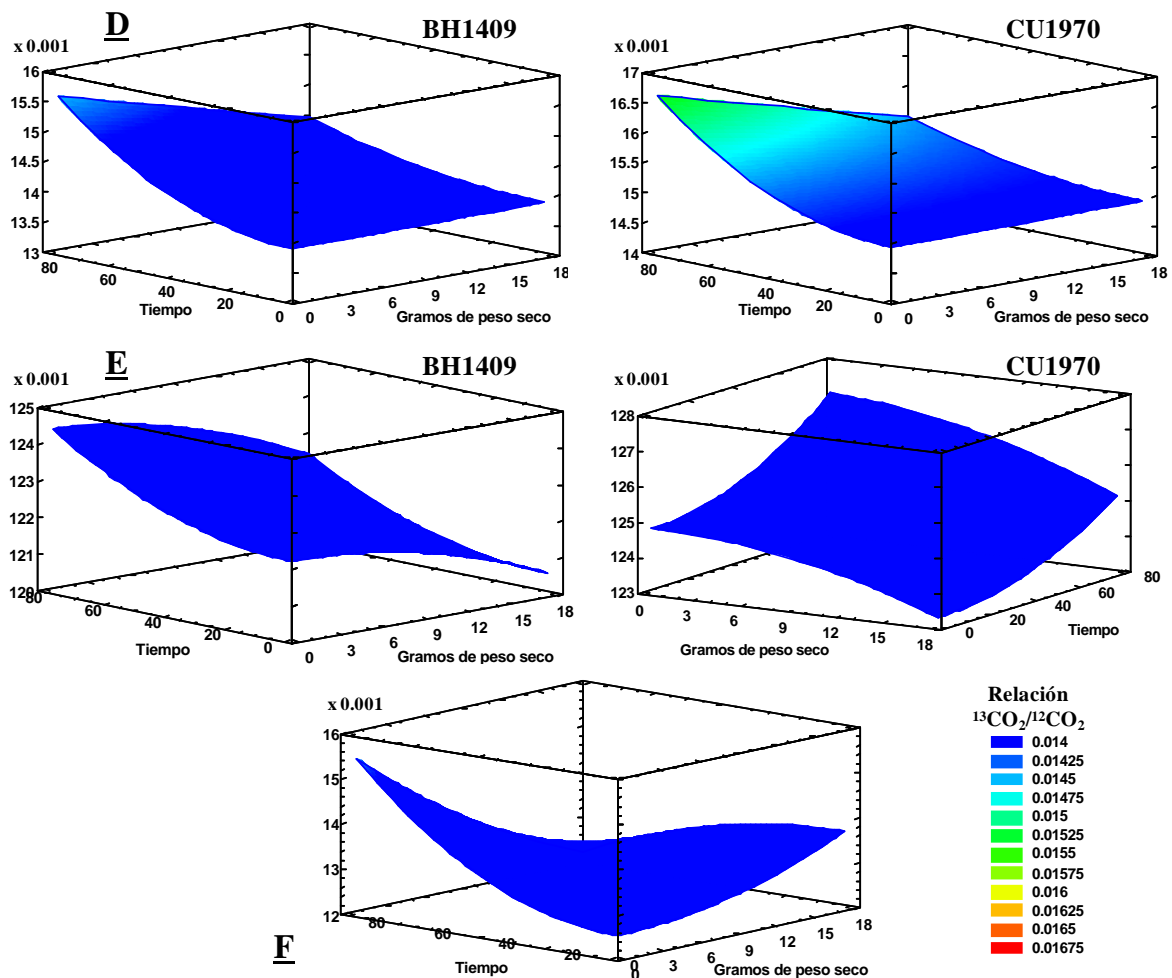 D BH1409
x 0.001
16
15.5
15
14.5
14
13.5
13
80 60 40 20 0
Tiempo
0 3 6 9 12 15 18
Gramos de peso seco
CU1970
x 0.001
17
16.5
16
15.5
15
14.5
14
80 60 40 20 0
Tiempo
0 3 6 9 12 15 18
Gramos de peso seco
E BH1409
x 0.001
125
124
123
122
121
120
80 60 40 20 0
Tiempo
0 3 6 9 12 15 18
Gramos de peso seco
CU1970
x 0.001
128
127
126
125
124
123
0 3 6 9 12 15 18
Gramos de peso seco
0 20 40 60 80
Tiempo
x 0.001
16
15
14
13
12
80 60 40 20 0
Tiempo
0 3 6 9 12 15 18
Gramos de peso seco
F
Relación
¹³CO₂/¹²CO₂
0.014
0.01425
0.0145
0.01475
0.015
0.01525
0.0155
0.01575
0.016
0.01625
0.0165
0.01675